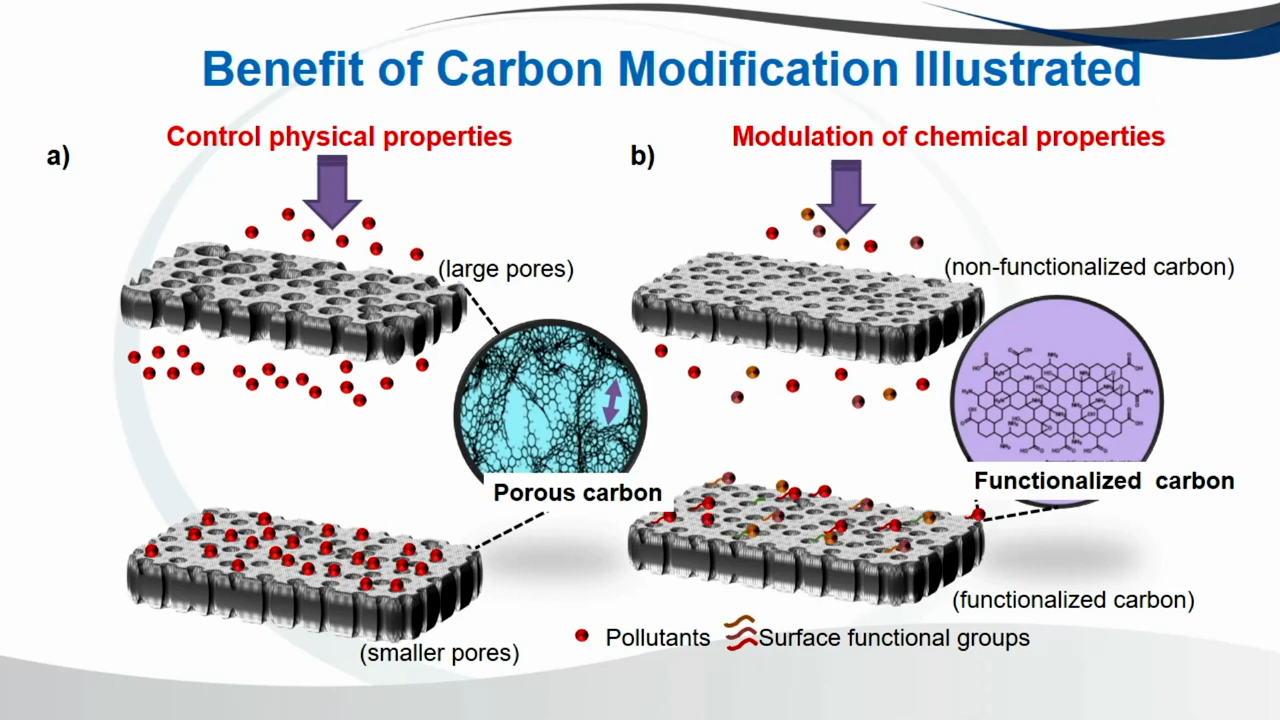 Benefit of Carbon Modification Illustrated
Control physical properties
a)
(large pores)
Porous carbon
(smaller pores)
Modulation of chemical properties
b)
(non-functionalized carbon)
Functionalized carbon
(functionalized carbon)
Pollutants
Surface functional groups